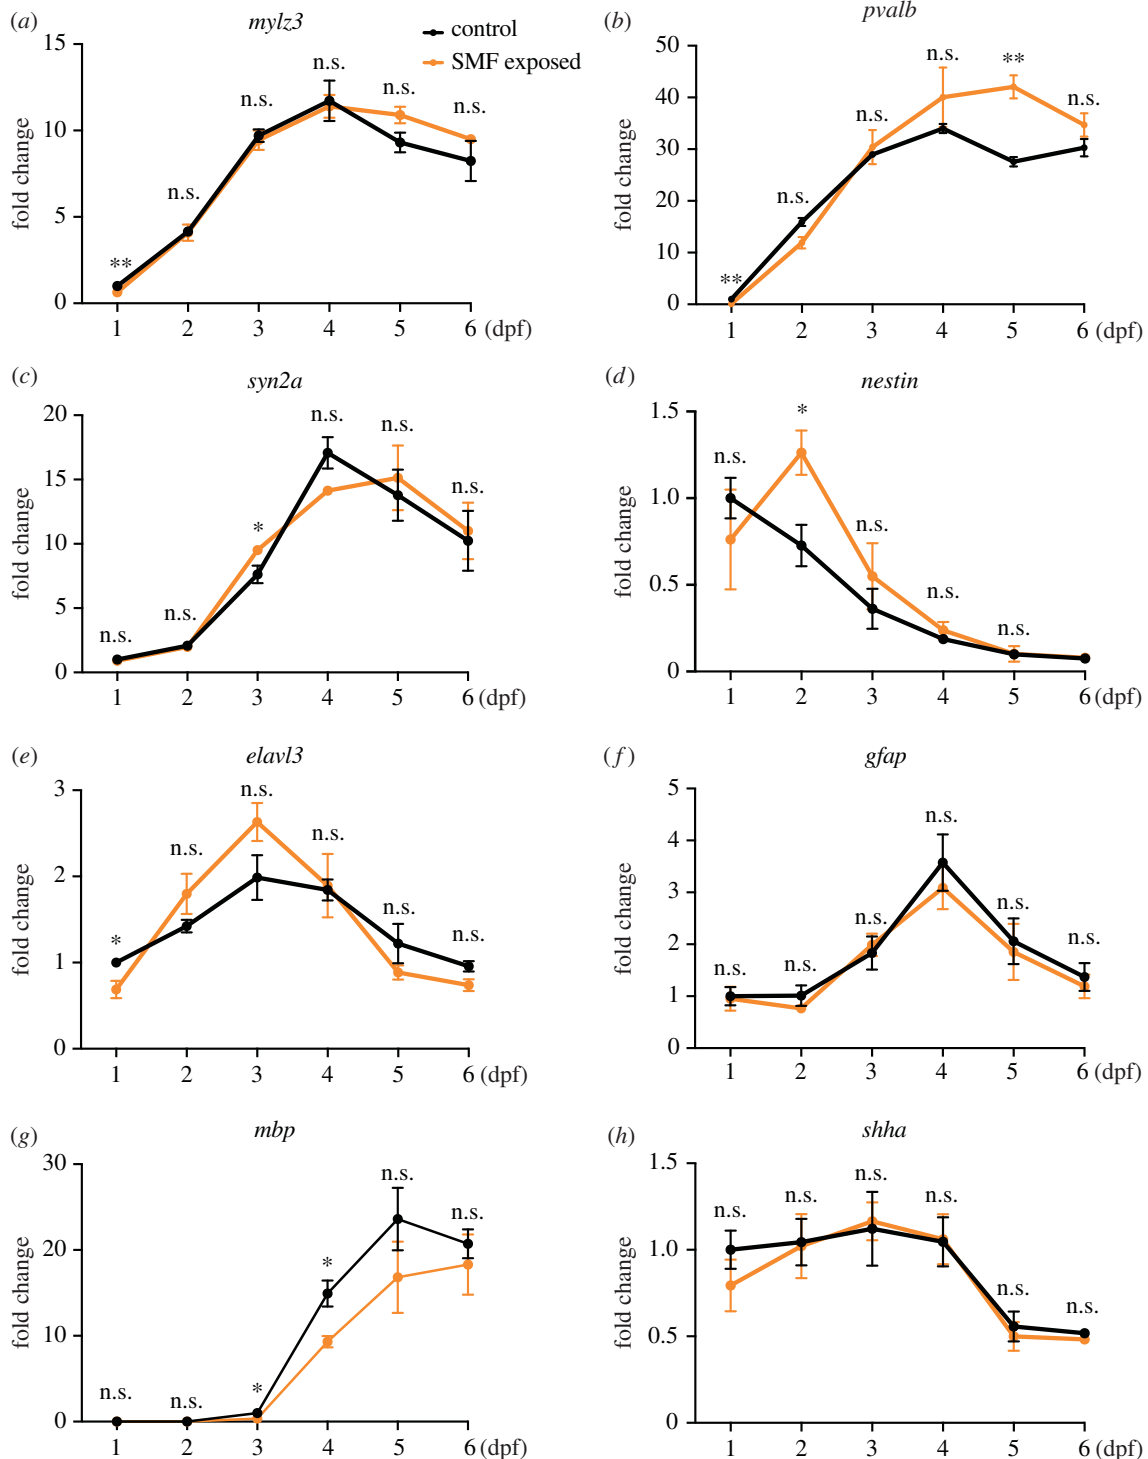 (a) mylz3
control
SMF exposed
fold change
15
10
5
0
** n.s. n.s. n.s. n.s. n.s.
1 2 3 4 5 6 (dpf)
(b) pvalb
fold change
50
40
30
20
10
0
** n.s. n.s. n.s. ** n.s.
1 2 3 4 5 6 (dpf)
(c) syn2a
fold change
20
15
10
5
0
n.s. n.s. * n.s. n.s. n.s.
1 2 3 4 5 6 (dpf)
(d) nestin
fold change
1.5
1.0
0.5
0
n.s. * n.s. n.s. n.s.
1 2 3 4 5 6 (dpf)
(e) elavl3
fold change
3
2
1
0
* n.s. n.s. n.s. n.s. n.s.
1 2 3 4 5 6 (dpf)
(f) gfap
fold change
5
4
3
2
1
0
n.s. n.s. n.s. n.s. n.s. n.s.
1 2 3 4 5 6 (dpf)
(g) mbp
fold change
30
20
10
0
n.s. n.s. * * n.s. n.s.
1 2 3 4 5 6 (dpf)
(h) shha
fold change
1.5
1.0
0.5
0
n.s. n.s. n.s. n.s. n.s. n.s.
1 2 3 4 5 6 (dpf)